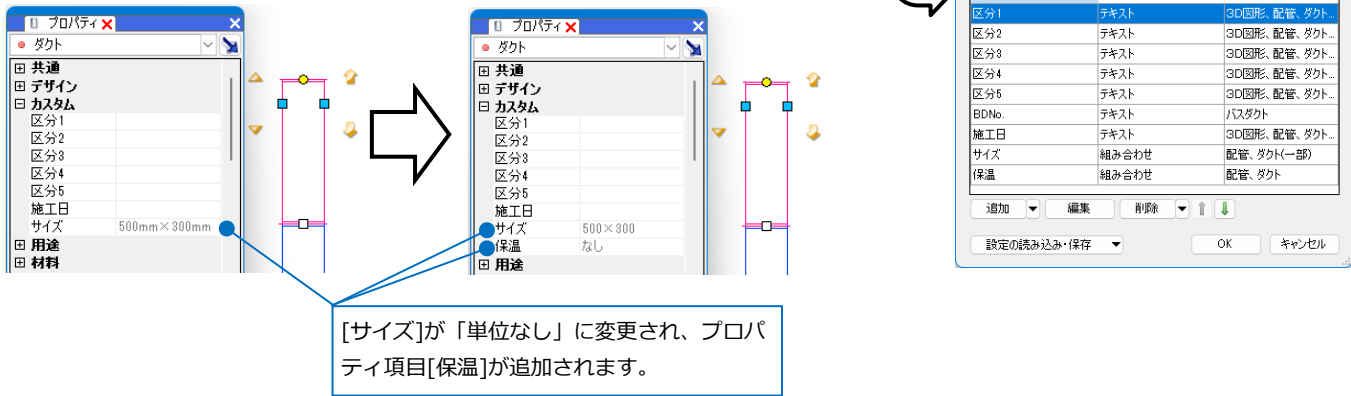 プロパティ
ダクト
共通
デザイン
カスタム
区分1
区分2
区分3
区分4
区分5
施工日
サイズ 500mm×300mm
用途
材料
プロパティ
ダクト
共通
デザイン
カスタム
区分1
区分2
区分3
区分4
区分5
施工日
サイズ 500×300
保温 なし
用途
[サイズ]が「単位なし」に変更され、プロパ
ティ項目[保温]が追加されます。
区分1 テキスト 3D図形、配管、ダクト...
区分2 テキスト 3D図形、配管、ダクト...
区分3 テキスト 3D図形、配管、ダクト...
区分4 テキスト 3D図形、配管、ダクト...
区分5 テキスト 3D図形、配管、ダクト...
BDNo. テキスト バスダクト
施工日 テキスト 3D図形、配管、ダクト...
サイズ 組み合わせ 配管、ダクト(一部)
保温 組み合わせ 配管、ダクト
追加 編集 削除
設定の読み込み・保存 OK キャンセル